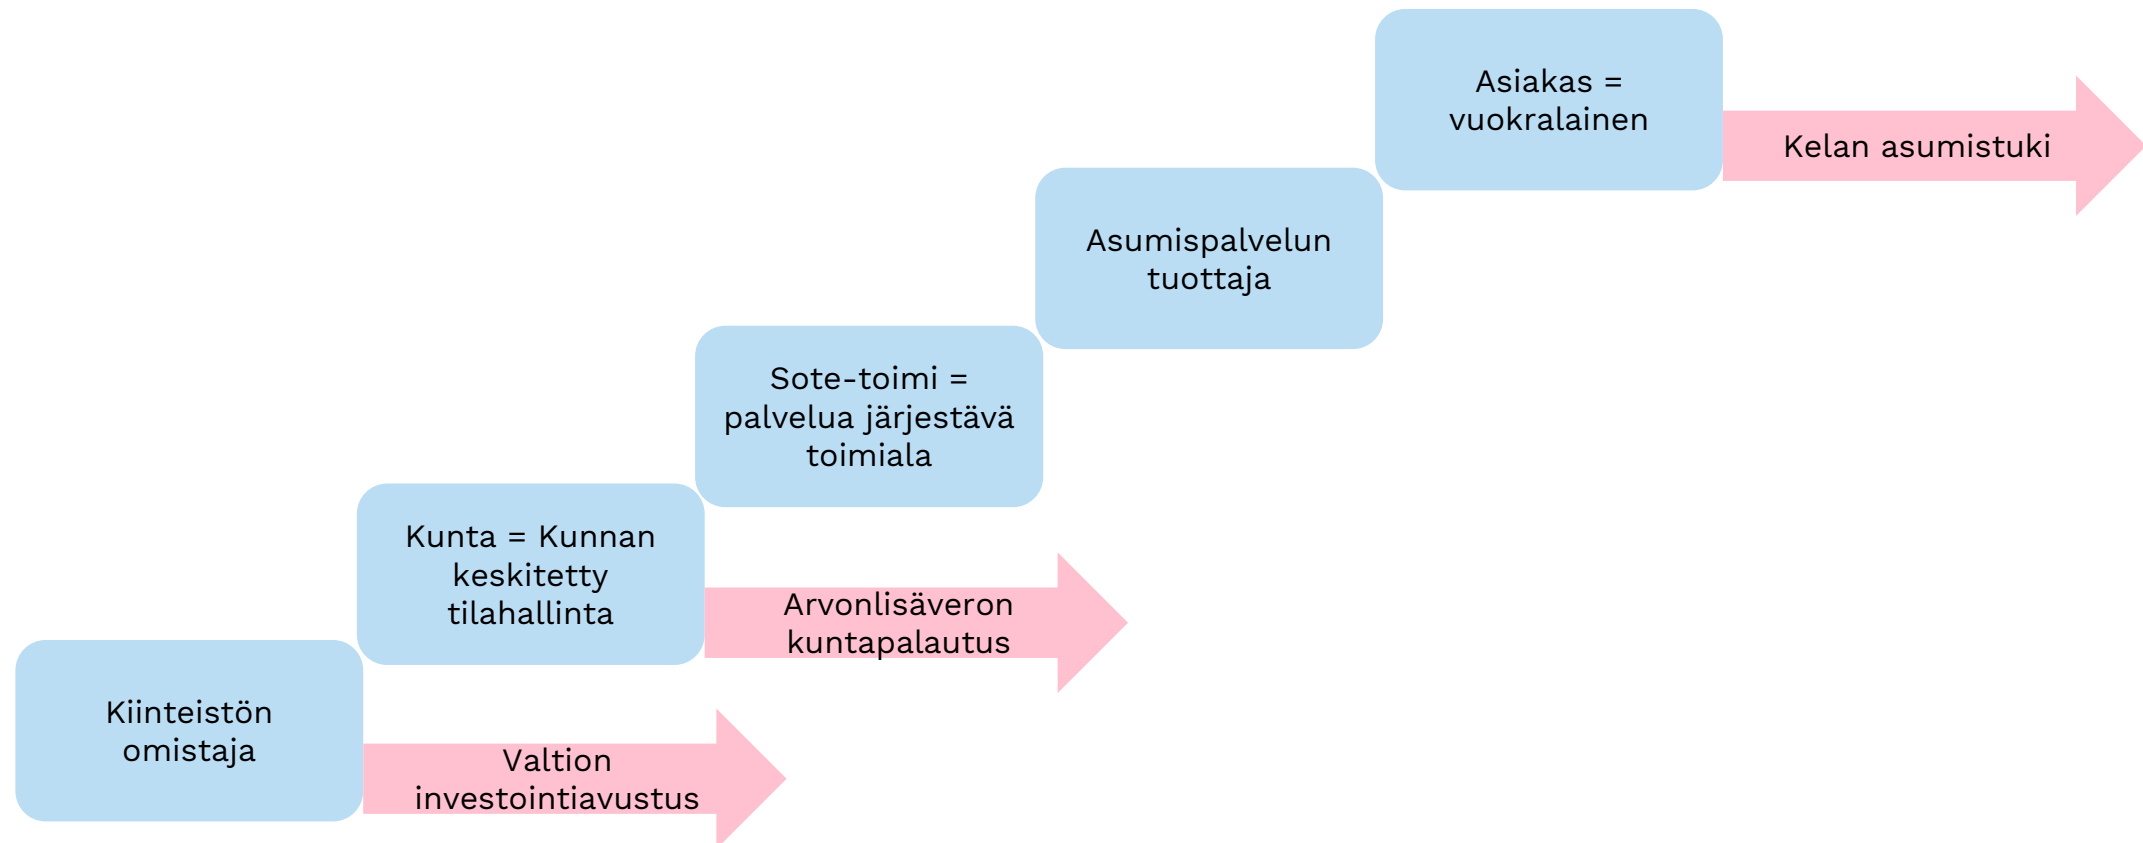 Asiakas =
vuokralainen
Kelan asumistuki
Asumispalvelun
tuottaja
Sote-toimi =
palvelua järjestävä
toimiala
Kunta = Kunnan
keskitetty
tilahallinta
Arvonlisäveron
kuntapalautus
Kiinteistön
omistaja
Valtion
investointiavustus